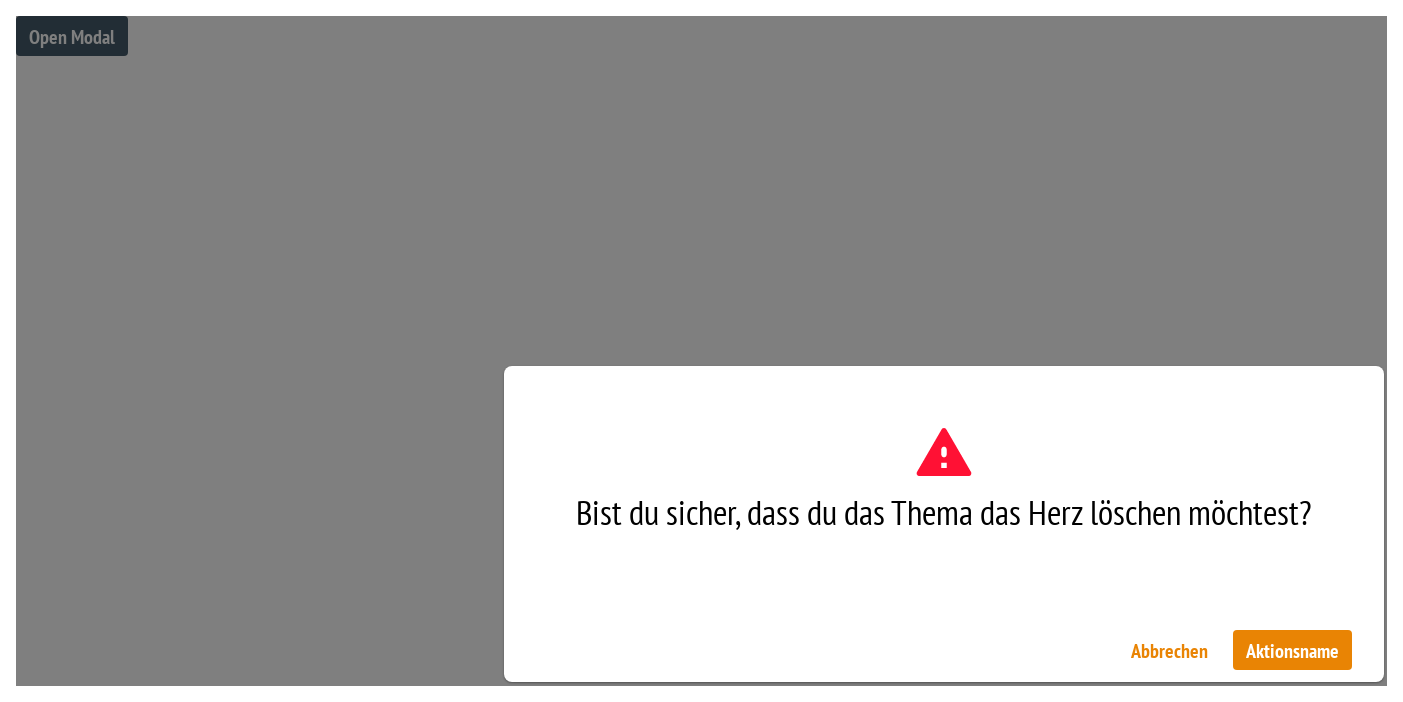 Open Modal
Bist du sicher, dass du das Thema das Herz löschen möchtest?
Abbrechen
Aktionsname